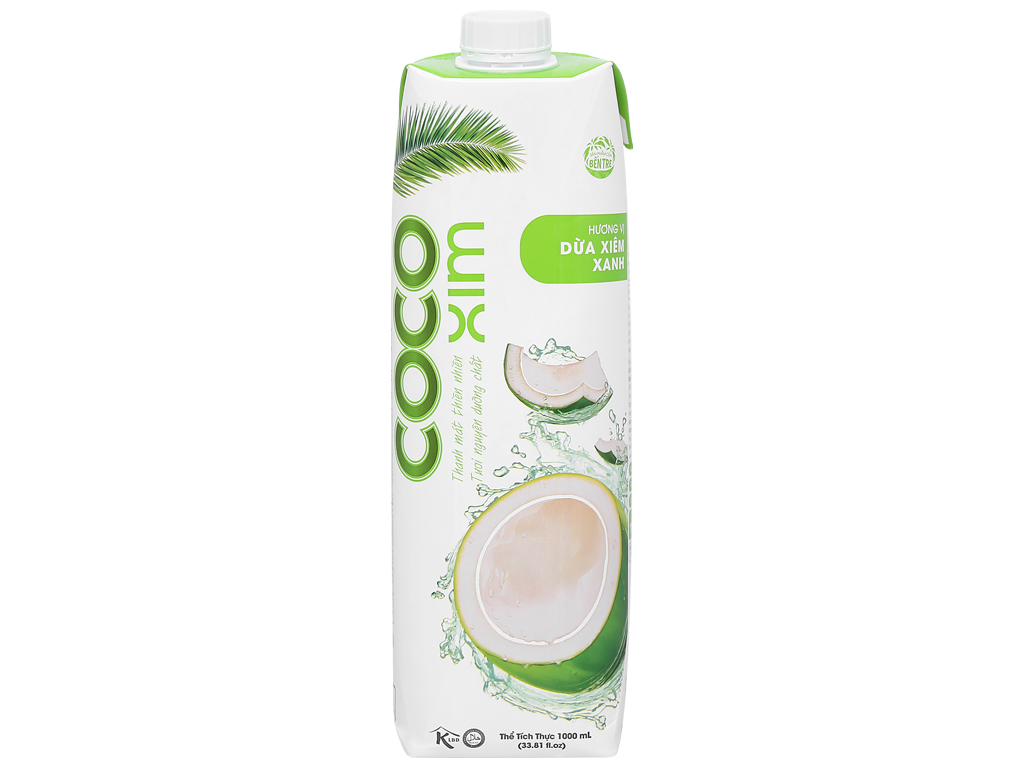 BẾN TRE
HƯƠNG VỊ
DỪA XIÊM
XANH
COCO
XIM
Thanh mát thiên nhiên
Tươi nguyên dưỡng chất
K LBD
Thể Tích Thực 1000 mL
(33.81 fl.oz)